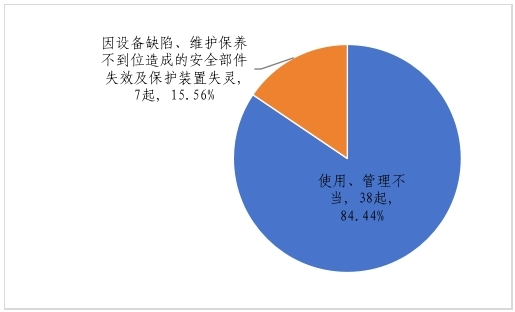 因设备缺陷、维护保养
不到位造成的安全部件
失效及保护装置失灵,
7起, 15.56%
使用、管理不
当, 38起,
84.44%